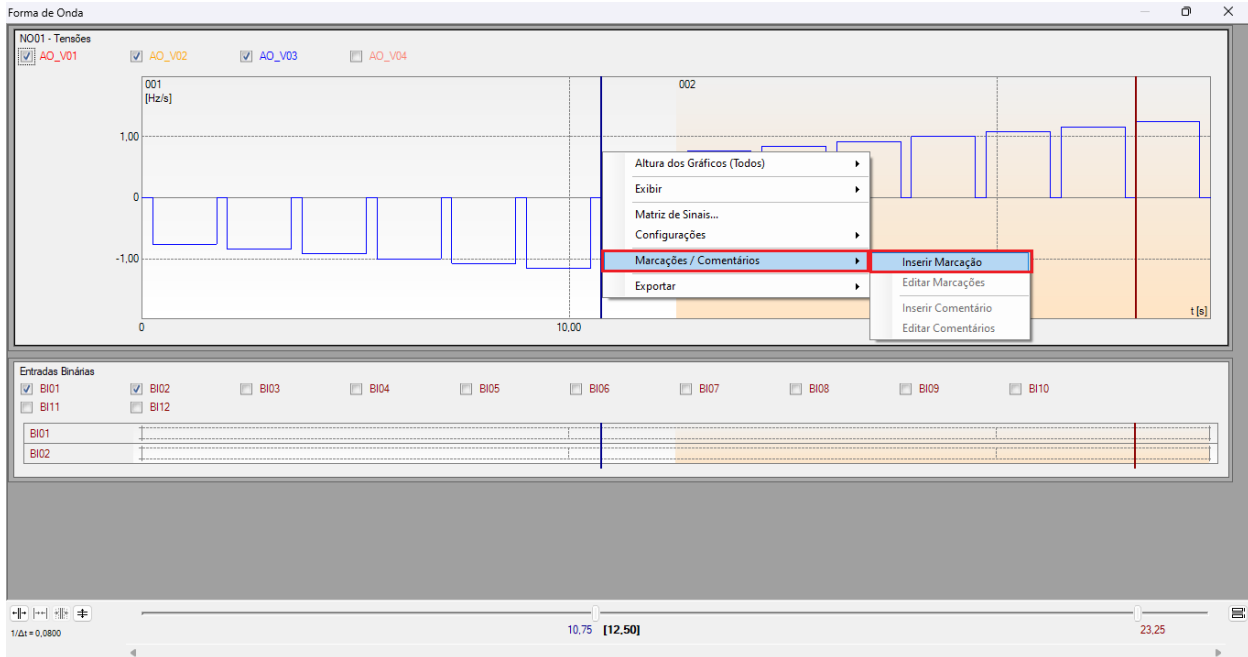 Forma de Onda
NO01 - Tensões
AO_V01 AO_V02 AO_V03 AO_V04
001 002
[Hz/s]
1,00
0
-1,00
0 10,00
t [s]
Altura dos Gráficos (Todos)
Exibir
Matriz de Sinais...
Configurações
Marcações / Comentários
Exportar
Inserir Marcação
Editar Marcações
Inserir Comentário
Editar Comentários
Entradas Binárias
BI01 BI02 BI03 BI04 BI05 BI06 BI07 BI08 BI09 BI10
BI11 BI12
BI01
BI02
1/Δt = 0,0800
10,75 [12,50] 23,25